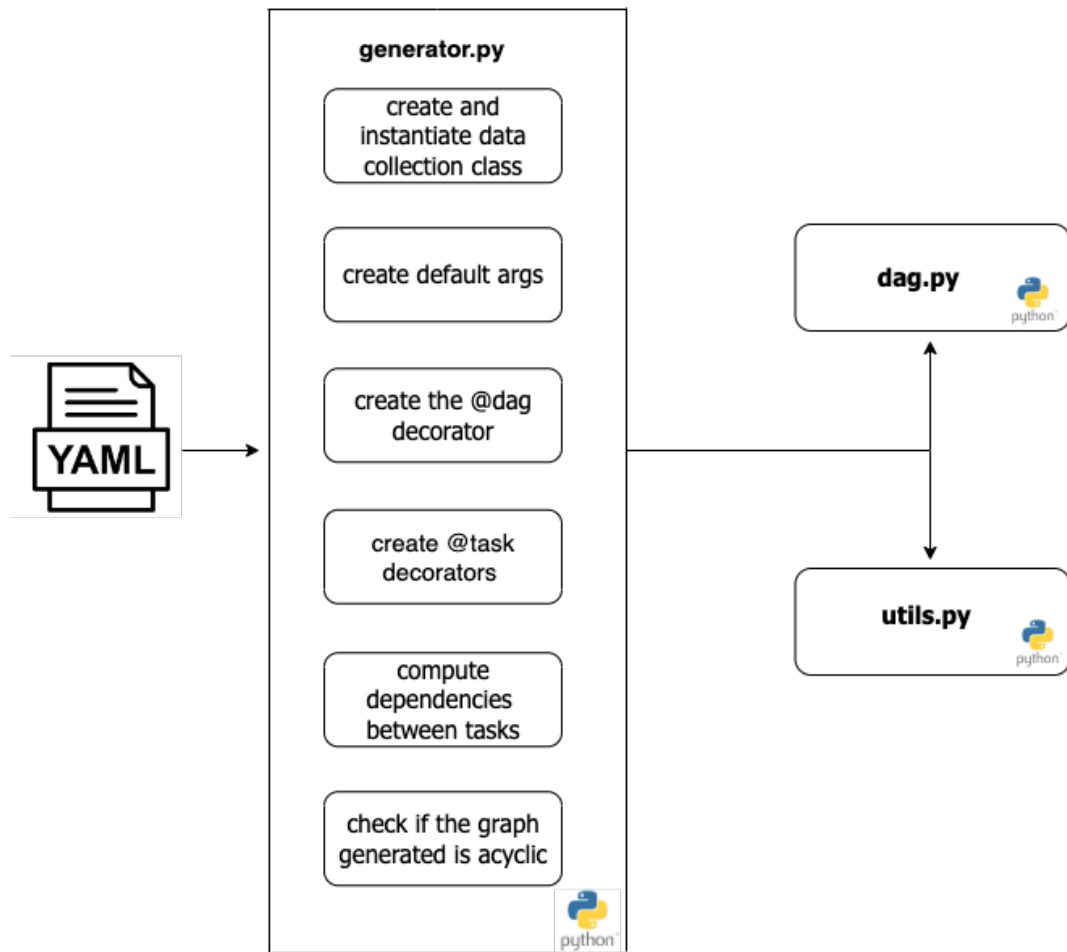 generator.py
create and
instantiate data
collection class
create default args
create the @dag
decorator
create @task
decorators
compute
dependencies
between tasks
check if the graph
generated is acyclic
python
YAML
dag.py
python
utils.py
python